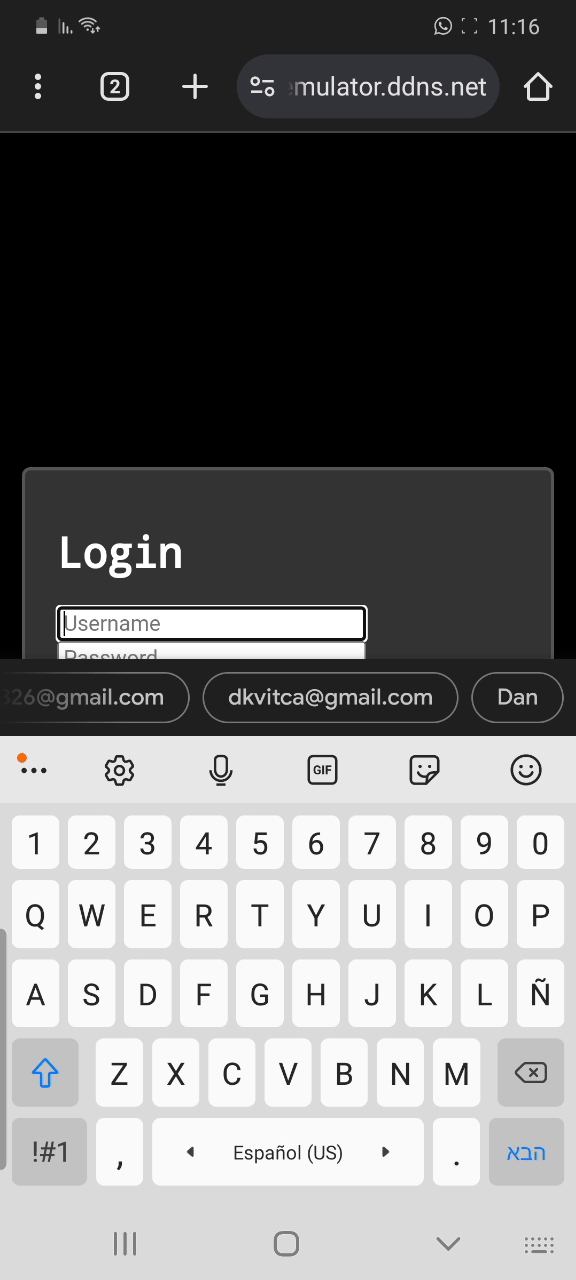 11:16
2
mulator.ddns.net
Login
Username
Password
326@gmail.com
dkvitca@gmail.com
Dan
GIF
1 2 3 4 5 6 7 8 9 0
Q W E R T Y U I O P
A S D F G H J K L Ñ
Z X C V B N M
!#1 , Español (US) . הבא